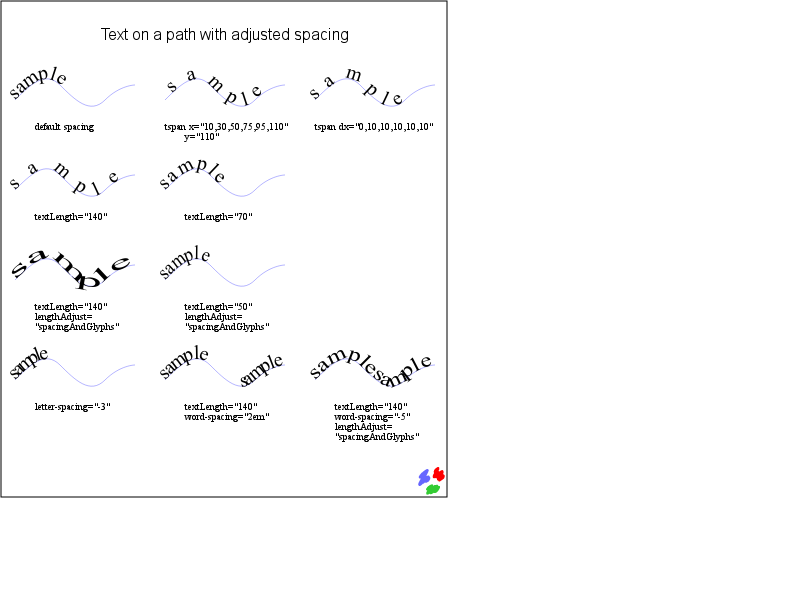 Text on a path with adjusted spacing
sample
sample
sample
default spacing
tspan x="10,30,50,75,95,110"
y="110"
tspan dx="0,10,10,10,10,10"
sample
sample
textLength="140"
textLength="70"
sample
sample
textLength="140"
lengthAdjust=
"spacingAndGlyphs"
textLength="50"
lengthAdjust=
"spacingAndGlyphs"
sample
sample sample
samplesample
letter-spacing="-3"
textLength="140"
word-spacing="2em"
textLength="140"
word-spacing="-5"
lengthAdjust=
"spacingAndGlyphs"